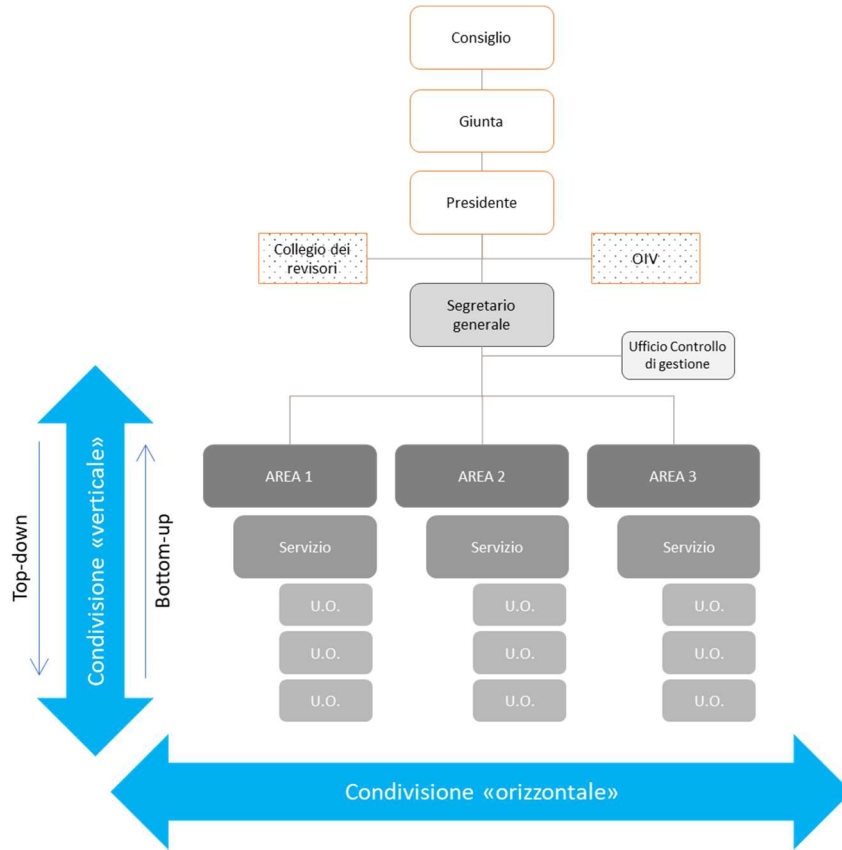 Consiglio
Giunta
Presidente
Collegio dei
revisori
OIV
Segretario
generale
Ufficio Controllo
di gestione
Top-down
Condivisione «verticale»
Bottom-up
AREA 1
AREA 2
AREA 3
Servizio
Servizio
Servizio
U.O.
U.O.
U.O.
U.O.
U.O.
U.O.
U.O.
U.O.
U.O.
Condivisione «orizzontale»